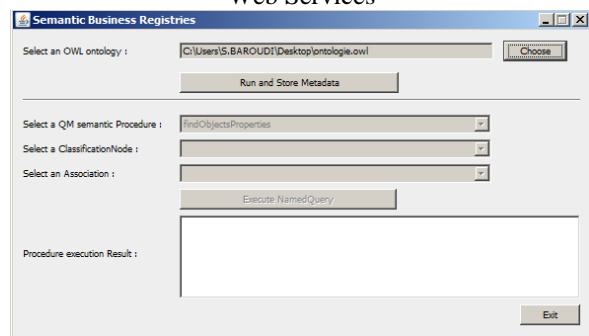 Web Services
Semantic Business Registries
Select an OWL ontology :
C:\Users\S.BAROUDI\Desktop\ontologie.owl
Choose
Run and Store Metadata
Select a QM semantic Procedure :
findObjectsProperties
Select a ClassificationNode :
Select an Association :
Execute NamedQuery
Procedure execution Result :
Exit